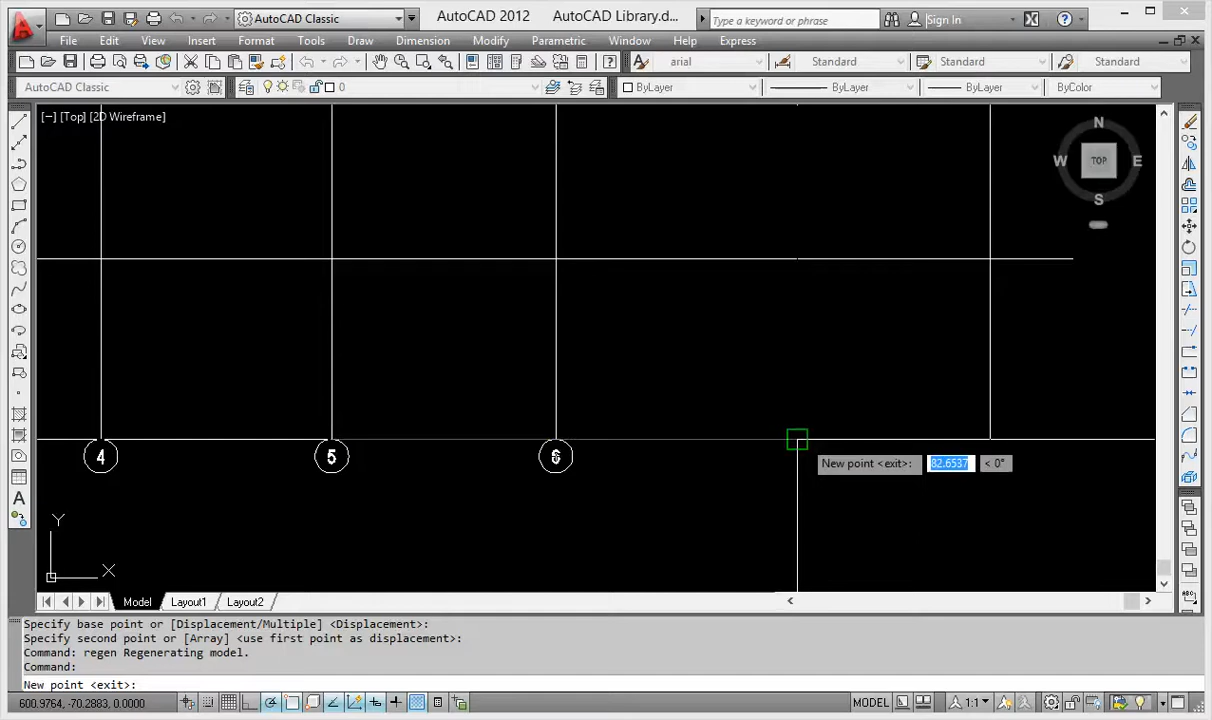 AutoCAD Classic AutoCAD 2012 AutoCAD Library.d... Type a keyword or phrase Sign In
File Edit View Insert Format Tools Draw Dimension Modify Parametric Window Help Express
arial Standard Standard Standard
AutoCAD Classic 0 ByLayer ByLayer ByLayer ByColor
[−] [Top] [2D Wireframe]
N
W TOP E
S
4 5 6
New point <exit>: 82.6537 < 0°
Y
X
Model Layout1 Layout2
Specify base point or [Displacement/Multiple] <Displacement>:
Specify second point or [Array] <use first point as displacement>:
Command: regen Regenerating model.
Command:
New point <exit>:
600.9764, -70.2883, 0.0000 MODEL 1:1